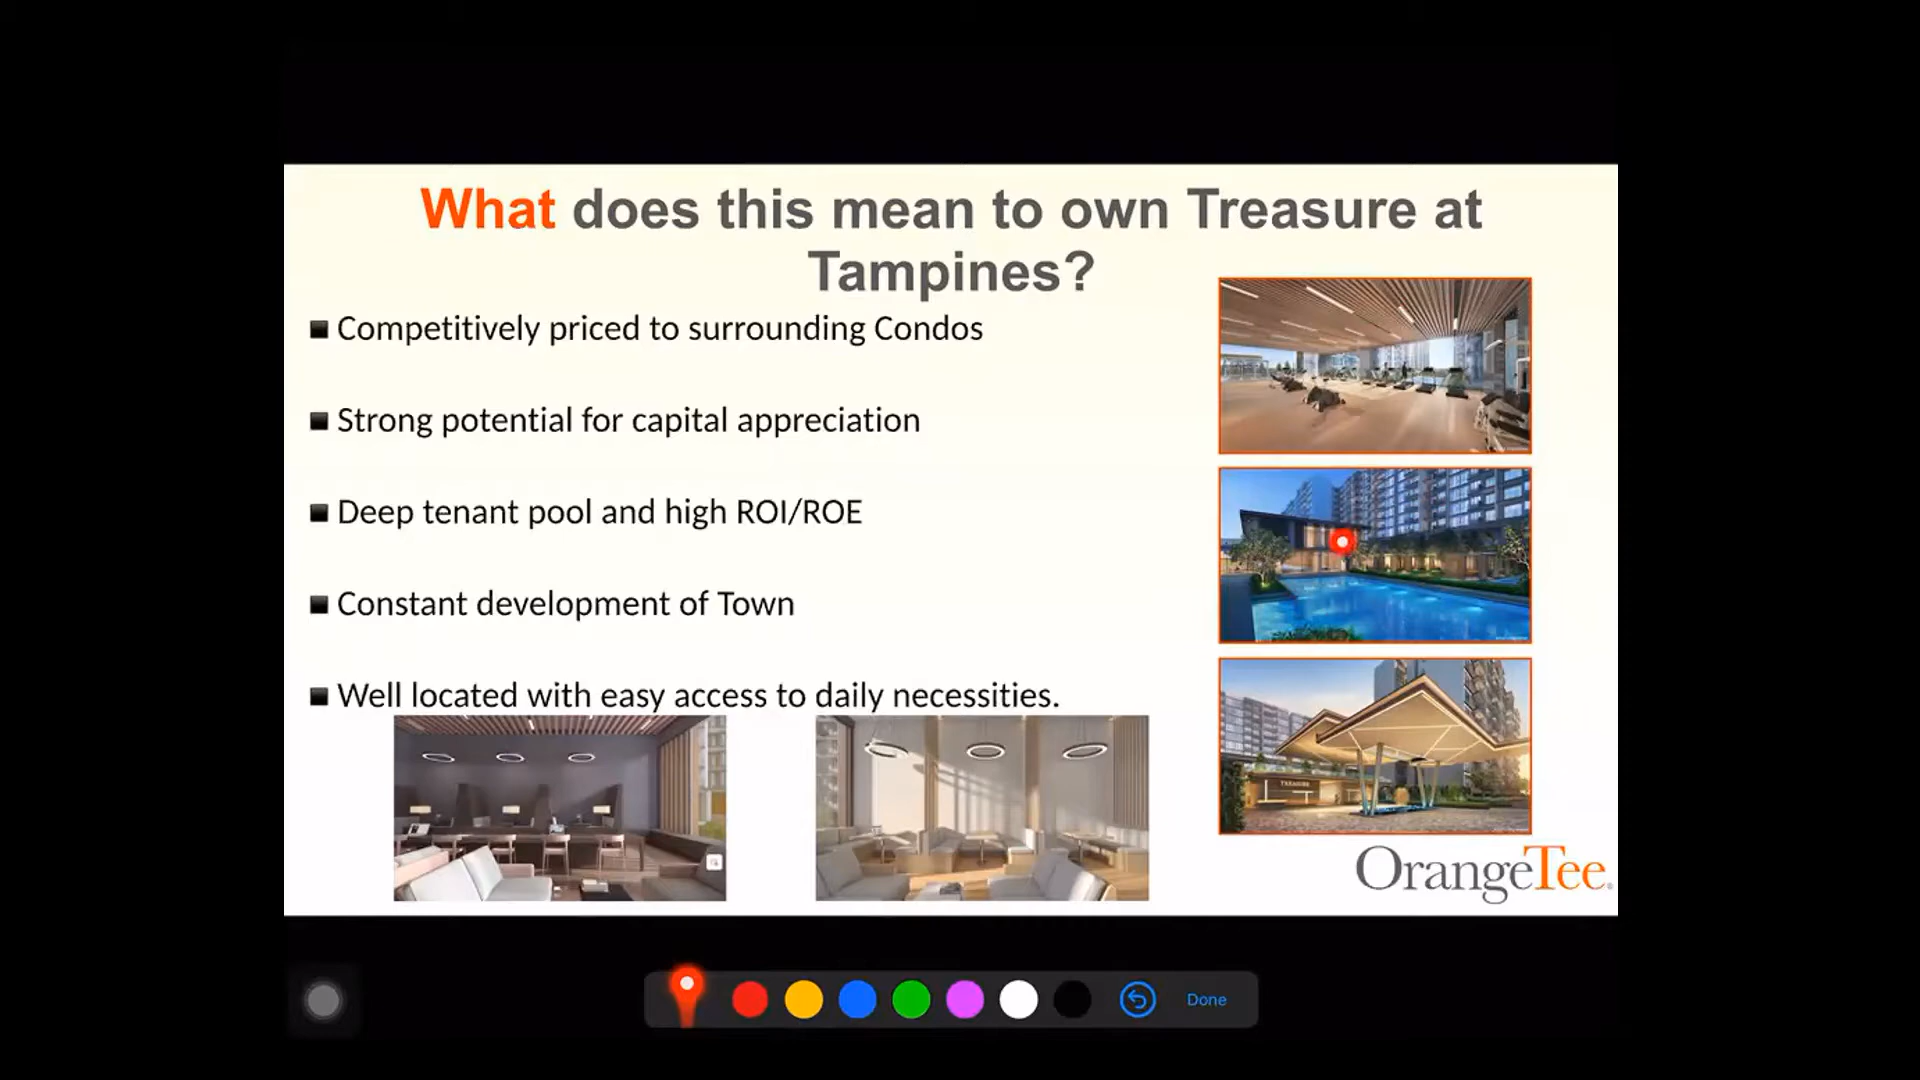 What does this mean to own Treasure at
Tampines?
Competitively priced to surrounding Condos
Strong potential for capital appreciation
Deep tenant pool and high ROI/ROE
Constant development of Town
Well located with easy access to daily necessities.
TREASURE
OrangeTee
Done